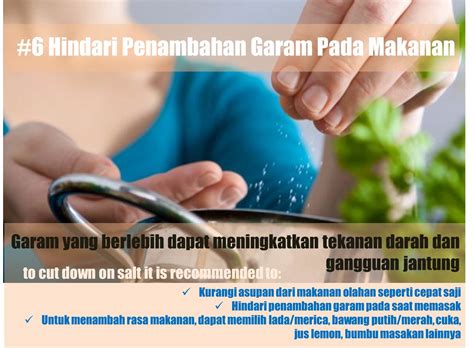 #6 Hindari Penambahan Garam Pada Makanan
Garam yang berlebih dapat meningkatkan tekanan darah dan
gangguan jantung
to cut down on salt it is recommended to:
✓ Kurangi asupan dari makanan olahan seperti cepat saji
✓ Hindari penambahan garam pada saat memasak
✓ Untuk menambah rasa makanan, dapat memilih lada/merica, bawang putih/merah, cuka,
jus lemon, bumbu masakan lainnya